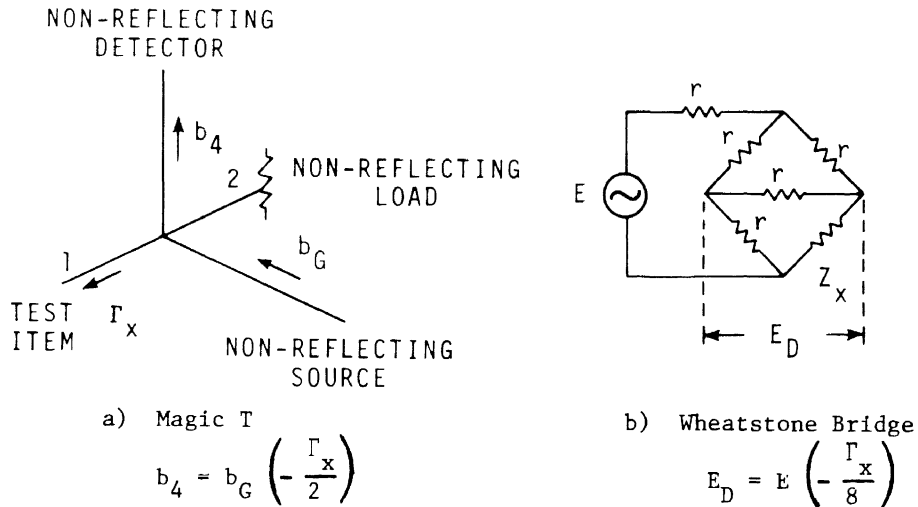 NON-REFLECTING
DETECTOR
b4
2
NON-REFLECTING
LOAD
bG
1
TEST
ITEM
Γx
NON-REFLECTING
SOURCE
a) Magic T
b4 = bG (- Γx/2)
r
r
r
r
r
E
Zx
ED
b) Wheatstone Bridge
ED = E (- Γx/8)